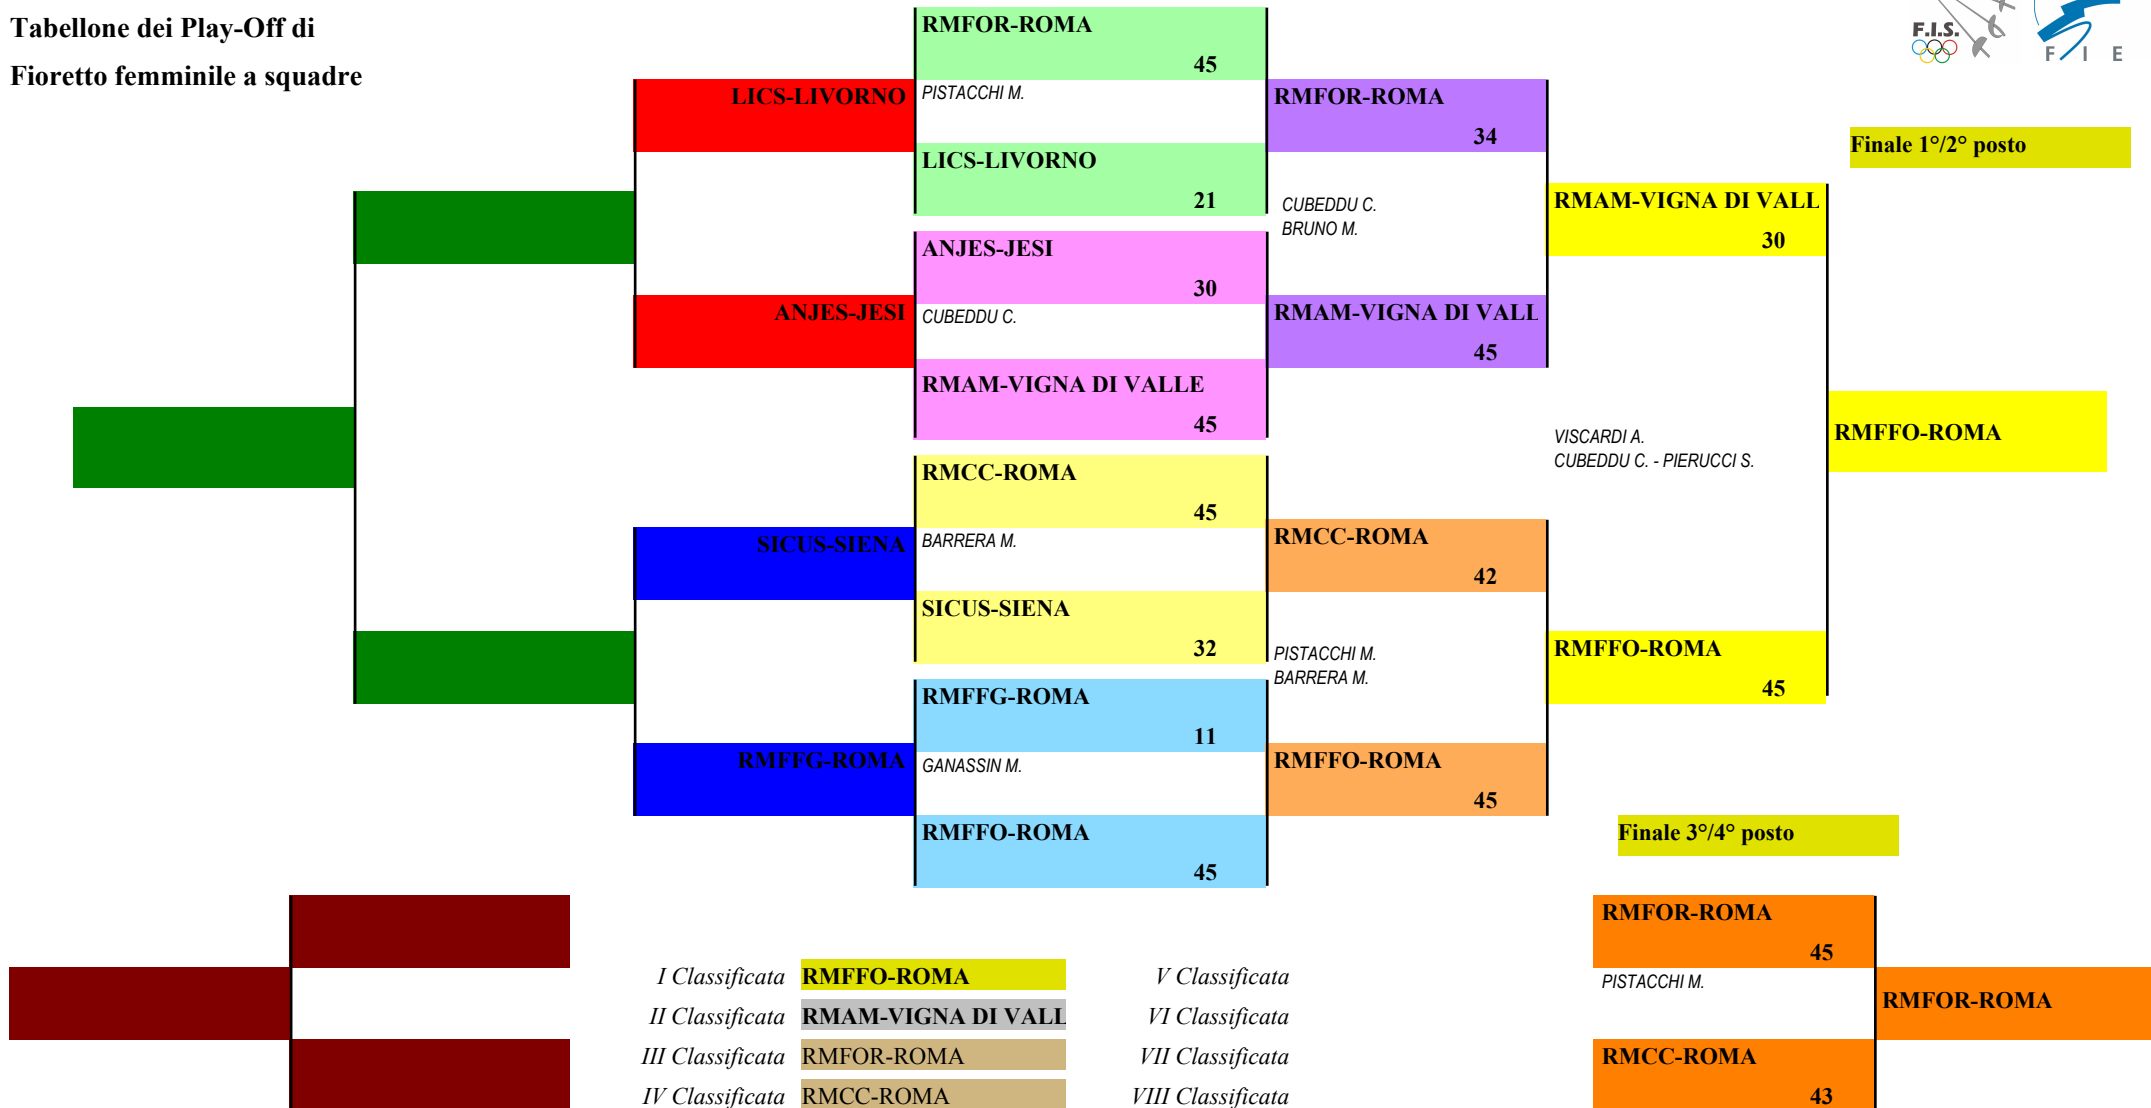 Tabellone dei Play-Off di
Fioretto femminile a squadre
F.I.S.
F I E
LICS-LIVORNO
ANJES-JESI
SICUS-SIENA
RMFFG-ROMA
RMFOR-ROMA
45
PISTACCHI M.
LICS-LIVORNO
21
ANJES-JESI
30
CUBEDDU C.
RMAM-VIGNA DI VALLE
45
RMCC-ROMA
45
BARRERA M.
SICUS-SIENA
32
RMFFG-ROMA
11
GANASSIN M.
RMFFO-ROMA
45
RMFOR-ROMA
34
CUBEDDU C.
BRUNO M.
RMAM-VIGNA DI VALL
45
RMCC-ROMA
42
PISTACCHI M.
BARRERA M.
RMFFO-ROMA
45
Finale 1°/2° posto
RMAM-VIGNA DI VALL
30
VISCARDI A.
CUBEDDU C. - PIERUCCI S.
RMFFO-ROMA
45
RMFFO-ROMA
Finale 3°/4° posto
RMFOR-ROMA
45
PISTACCHI M.
RMCC-ROMA
43
RMFOR-ROMA
I Classificata RMFFO-ROMA
II Classificata RMAM-VIGNA DI VALL
III Classificata RMFOR-ROMA
IV Classificata RMCC-ROMA
V Classificata
VI Classificata
VII Classificata
VIII Classificata